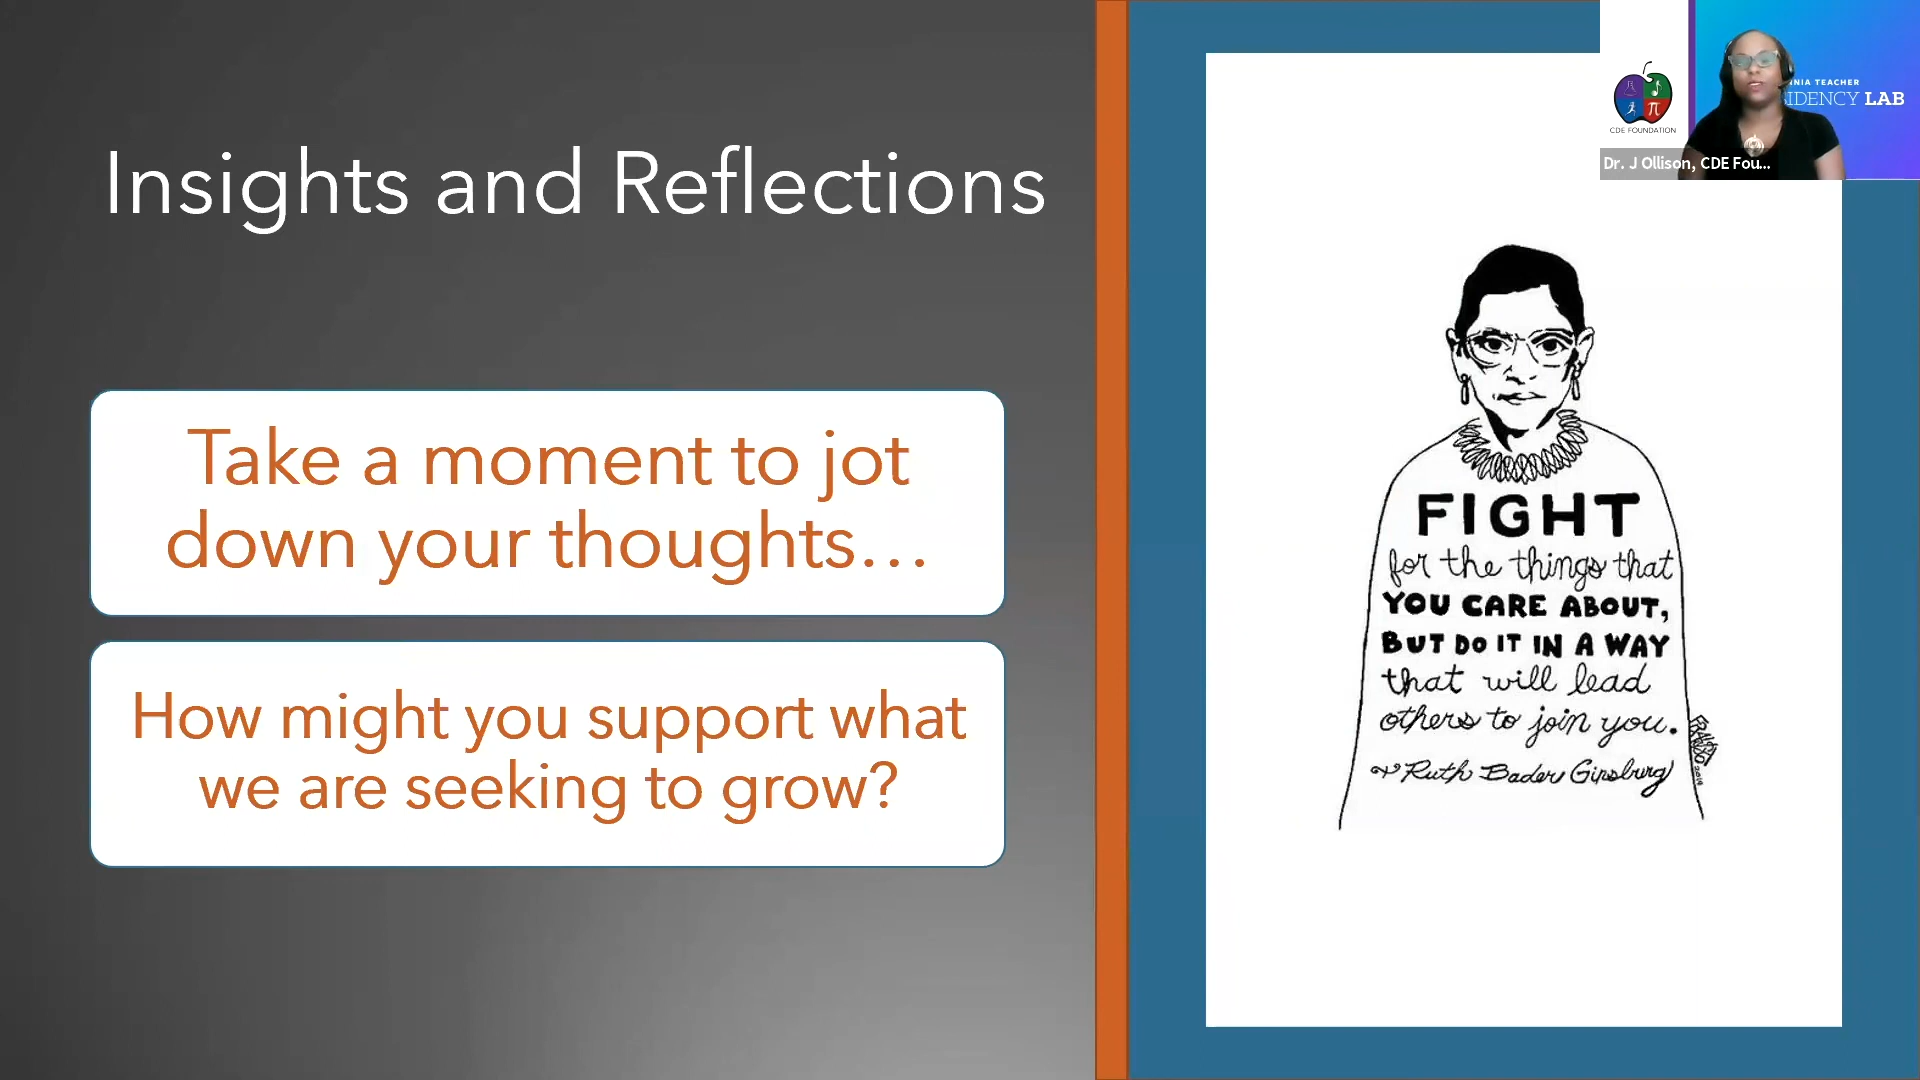 Insights and Reflections
Take a moment to jot
down your thoughts…
How might you support what
we are seeking to grow?
CDE FOUNDATION
TEACHER
LAB
Dr. J Ollison, CDE Fou...
FIGHT
for the things that
YOU CARE ABOUT,
BUT DO IT IN A WAY
that will lead
others to join you.
Ruth Bader Ginsburg
2019